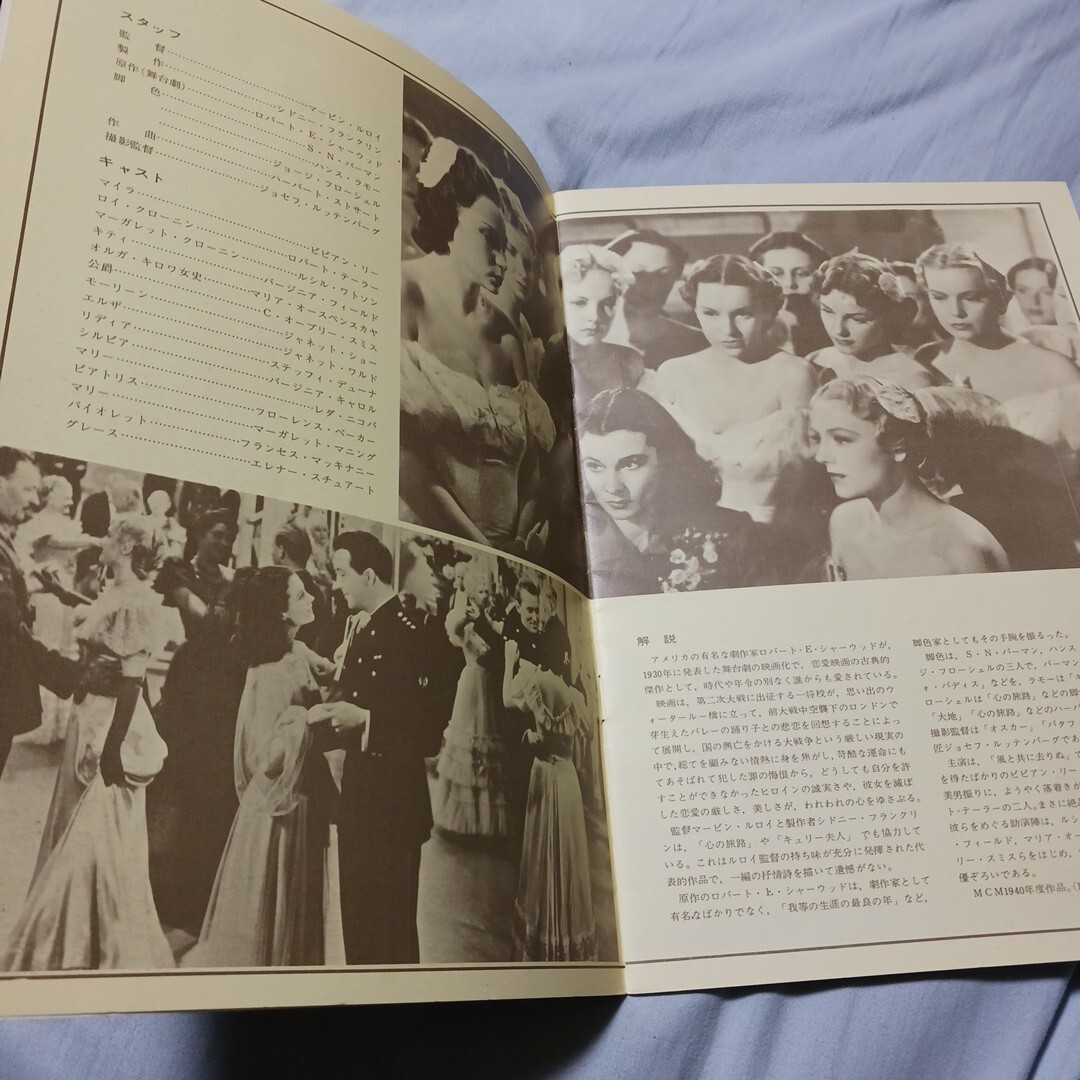 スタッフ
監　督……………マービン・ルロイ
製　作……………シドニー・フランクリン
原作(舞台劇)……………ロバート・E・シャーウッド
脚　色……………S・N・バーマン
……………ハンス・ラモー
……………ジョージ・フローシェル
作　曲……………ハーバート・ストサート
撮影監督……………ジョセフ・ルッテンバーグ
キャスト
マイラ……………ビビアン・リー
ロイ・クローニン……………ロバート・テーラー
マーガレット・クローニン……………ルシル・ワトソン
キティ……………バージニア・フィールド
オルガ・キロワ女史……………マリア・オースペンスカヤ
公爵……………C・オーブリー・スミス
モーリーン……………ジャネット・ショー
エルザ……………ジャネット・ワルド
リディア……………ステッフィ・デューナ
シルビア……………バージニア・キャロル
マリー……………レダ・ニコバ
ビアトリス……………フローレンス・ベーカー
マリー……………マーガレット・マニング
バイオレット……………フランセス・マッキナニー
グレース……………エレナー・スチュアート
解　説
アメリカの有名な劇作家ロバート・E・シャーウッドが，
1930年に発表した舞台劇の映画化で，恋愛映画の古典的
傑作として，時代や年令の別なく誰からも愛されている。
映画は，第二次大戦に出征する一将校が，思い出のウ
ォータールー橋に立って，前大戦中空襲下のロンドンで
芽生えたバレーの踊り子との悲恋を回想することによっ
て展開し，国の興亡をかける大戦争という厳しい現実の
中で，総てを顧みない情熱に身を焦がし，苛酷な運命にも
てあそばれて犯した罪の悔恨から，どうしても自分を許
すことができなかったヒロインの誠実さや，彼女を滅ぼ
した恋愛の厳しさ，美しさが，われわれの心をゆさぶる。
監督マービン・ルロイと製作者シドニー・フランクリ
ンは，「心の旅路」や「キュリー夫人」でも協力して
いる。これはルロイ監督の持ち味が充分に発揮された代
表的作品で，一編の抒情詩を描いて遺憾がない。
原作のロバート・E・シャーウッドは，劇作家として
有名なばかりでなく，「我等の生涯の最良の年」など，
脚色家としてもその手腕を揮るった。
脚色は，S・N・バーマン，ハンス
ジ・フローシェルの三人で，バーマン
ォ・バディス」などを，ラモーは「
ローシェルは「心の旅路」などの脚
「大地」「心の旅路」などのハーバ
撮影監督は「オスカー」「バタフ
匠ジョセフ・ルッテンバーグであ
主演は，「風と共に去りぬ」で
を得たばかりのビビアン・リー
美男振りに，ようやく落着きが
ト・テーラーの二人。まさに絶
彼らをめぐる助演陣は，ルシ
・フィールド，マリア・オー
リー・スミスらをはじめ，
優ぞろいである。
MCM1940年度作品。(